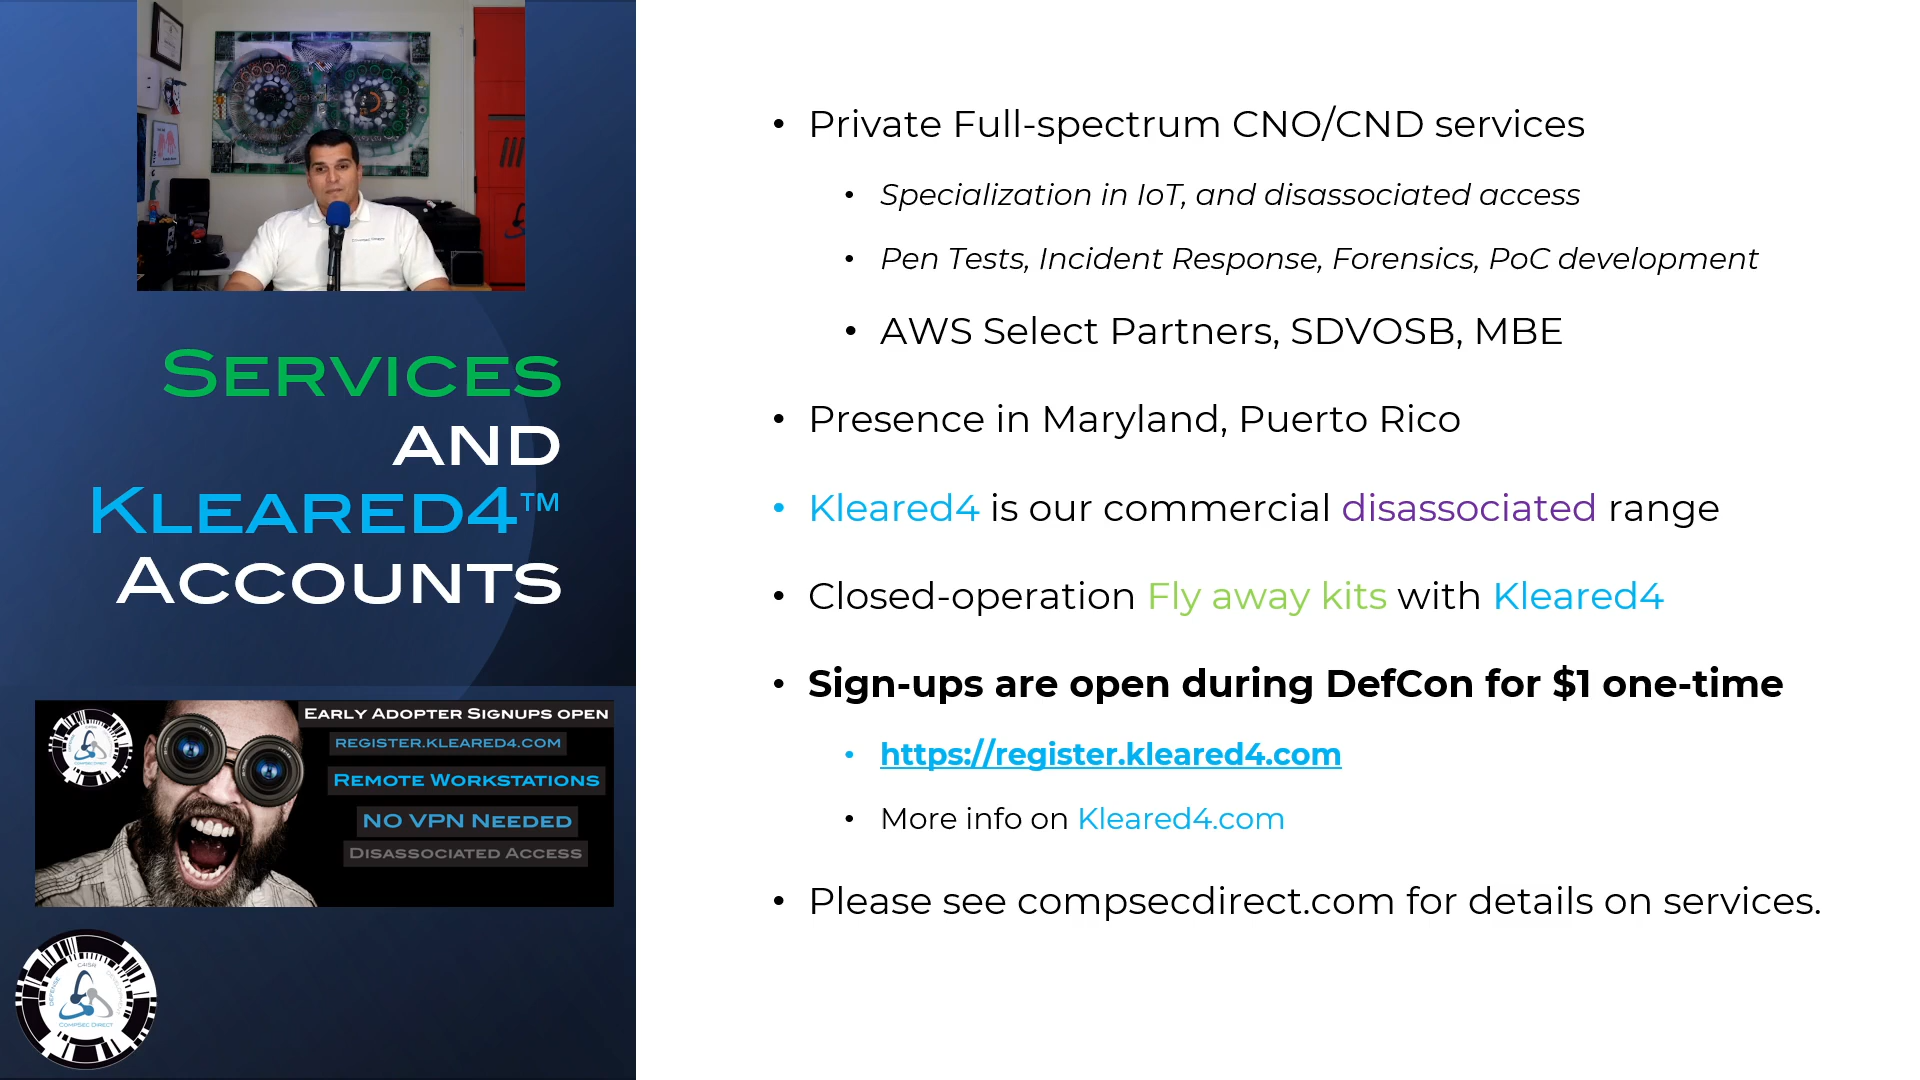 Services
and
Kleared4™
Accounts
Early Adopter Signups open
register.kleared4.com
Remote Workstations
NO VPN Needed
Disassociated Access
CompSec Direct
• Private Full-spectrum CNO/CND services
• Specialization in IoT, and disassociated access
• Pen Tests, Incident Response, Forensics, PoC development
• AWS Select Partners, SDVOSB, MBE
• Presence in Maryland, Puerto Rico
• Kleared4 is our commercial disassociated range
• Closed-operation Fly away kits with Kleared4
• Sign-ups are open during DefCon for $1 one-time
• https://register.kleared4.com
• More info on Kleared4.com
• Please see compsecdirect.com for details on services.